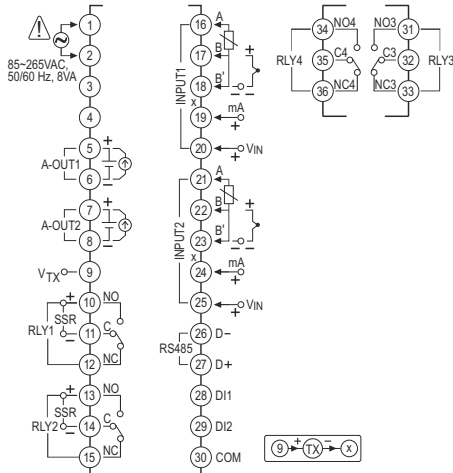 1
2
85~265VAC,
50/60 Hz, 8VA
3
4
5 +
A-OUT1
6 −
7 +
A-OUT2
8 −
VTX 9
10 + NO
SSR
RLY1 11 − C
12 NC
13 + NO
SSR
RLY2 14 − C
15 NC
INPUT1
16 A
17 B +
18 B' −
x
19 mA +
20 + VIN
INPUT2
21 A
22 B +
23 B' −
x
24 mA +
25 + VIN
RS485
26 D−
27 D+
28 DI1
29 DI2
30 COM
34 NO4 NO3 31
RLY4 35 C4 C3 32 RLY3
36 NC4 NC3 33
9 + TX − x